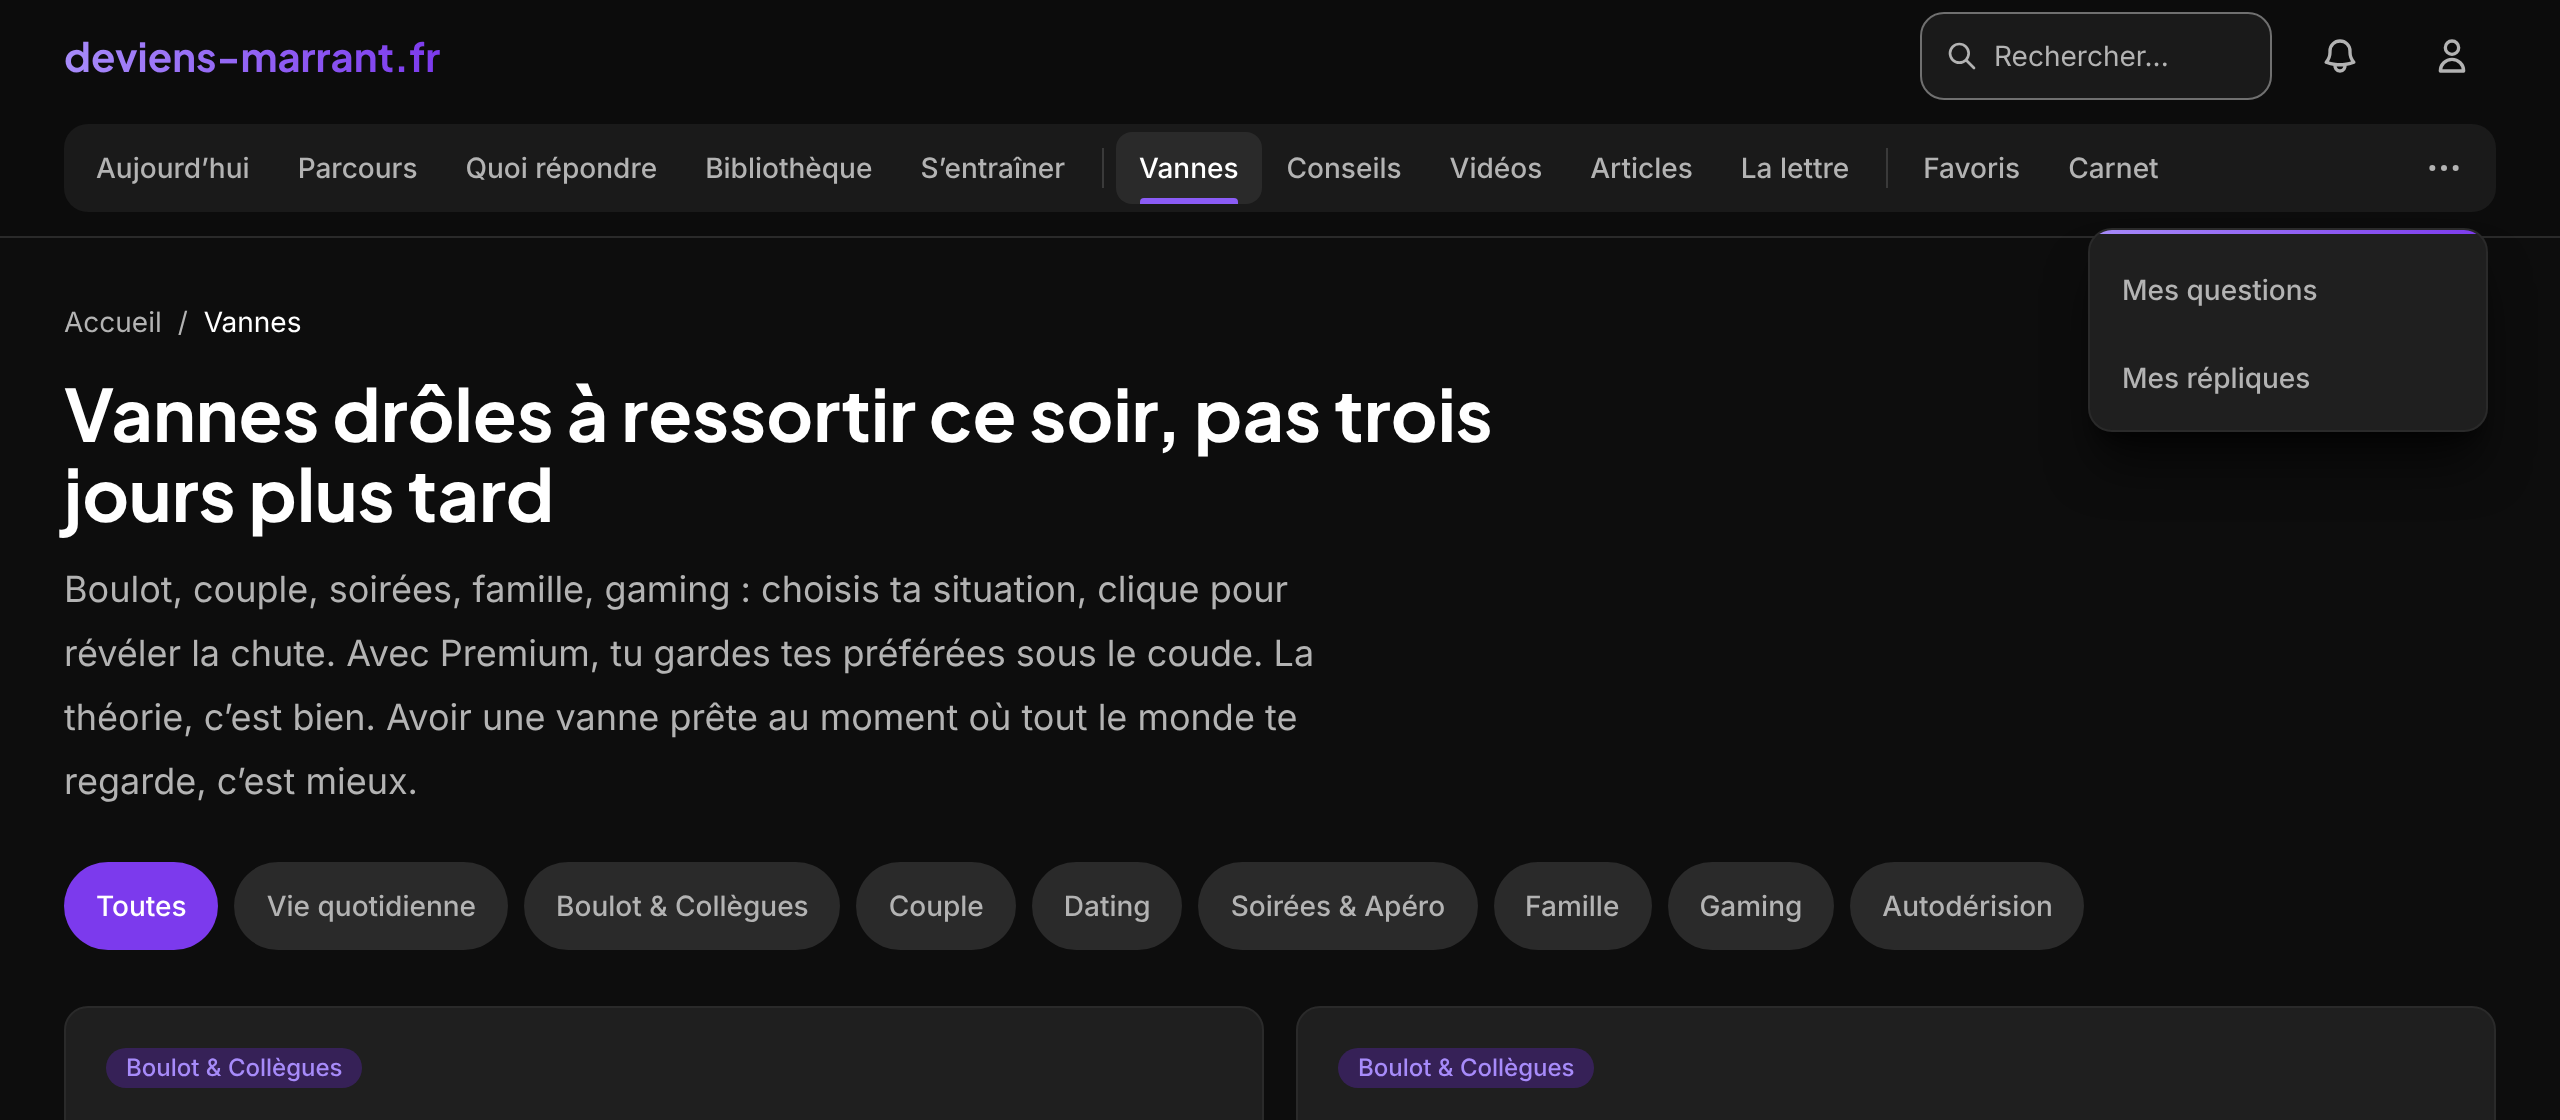 deviens-marrant.fr
Rechercher...
Aujourd’hui Parcours Quoi répondre Bibliothèque S’entraîner Vannes Conseils Vidéos Articles La lettre Favoris Carnet
Mes questions
Mes répliques
Accueil / Vannes
Vannes drôles à ressortir ce soir, pas trois
jours plus tard
Boulot, couple, soirées, famille, gaming : choisis ta situation, clique pour
révéler la chute. Avec Premium, tu gardes tes préférées sous le coude. La
théorie, c’est bien. Avoir une vanne prête au moment où tout le monde te
regarde, c’est mieux.
Toutes Vie quotidienne Boulot & Collègues Couple Dating Soirées & Apéro Famille Gaming Autodérision
Boulot & Collègues Boulot & Collègues